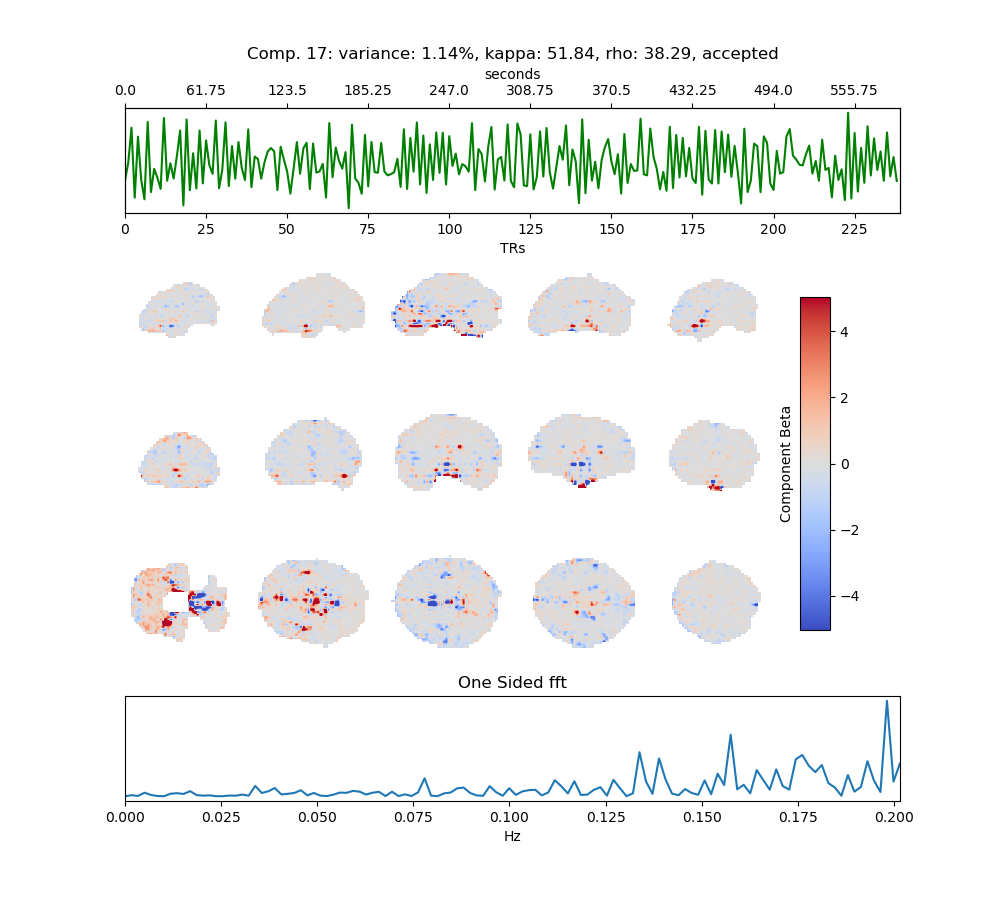 Comp. 17: variance: 1.14%, kappa: 51.84, rho: 38.29, accepted
seconds
0.0 61.75 123.5 185.25 247.0 308.75 370.5 432.25 494.0 555.75
0 25 50 75 100 125 150 175 200 225
TRs
4
2
0
−2
−4
Component Beta
One Sided fft
0.000 0.025 0.050 0.075 0.100 0.125 0.150 0.175 0.200
Hz